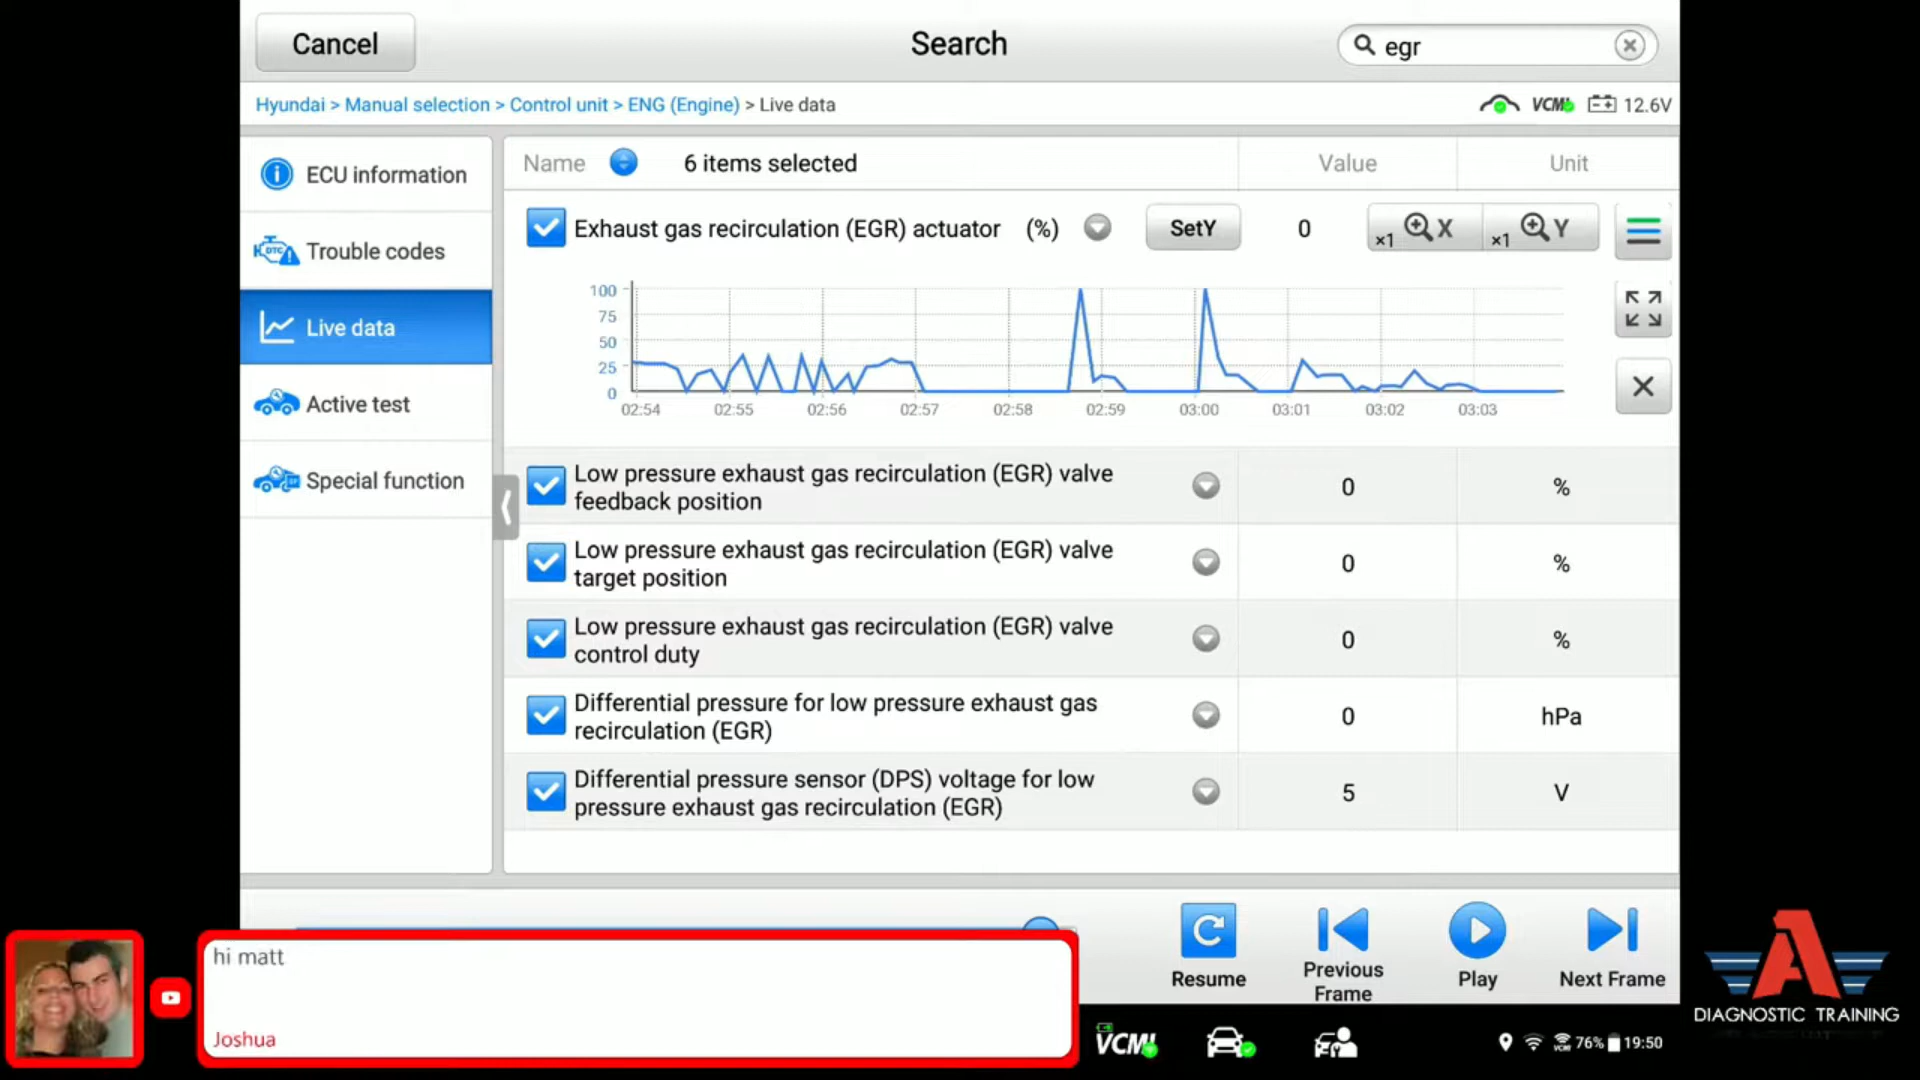 Cancel
Search
egr
Hyundai > Manual selection > Control unit > ENG (Engine) > Live data
VCMI
12.6V
ECU information
Trouble codes
Live data
Active test
Special function
Name
6 items selected
Value
Unit
Exhaust gas recirculation (EGR) actuator (%)
SetY
0
×1 X
×1 Y
100
75
50
25
0
02:54 02:55 02:56 02:57 02:58 02:59 03:00 03:01 03:02 03:03
Low pressure exhaust gas recirculation (EGR) valve
feedback position
0
%
Low pressure exhaust gas recirculation (EGR) valve
target position
0
%
Low pressure exhaust gas recirculation (EGR) valve
control duty
0
%
Differential pressure for low pressure exhaust gas
recirculation (EGR)
0
hPa
Differential pressure sensor (DPS) voltage for low
pressure exhaust gas recirculation (EGR)
5
V
Resume
Previous
Frame
Play
Next Frame
hi matt
Joshua
VCMI
76%
19:50
A
DIAGNOSTIC TRAINING